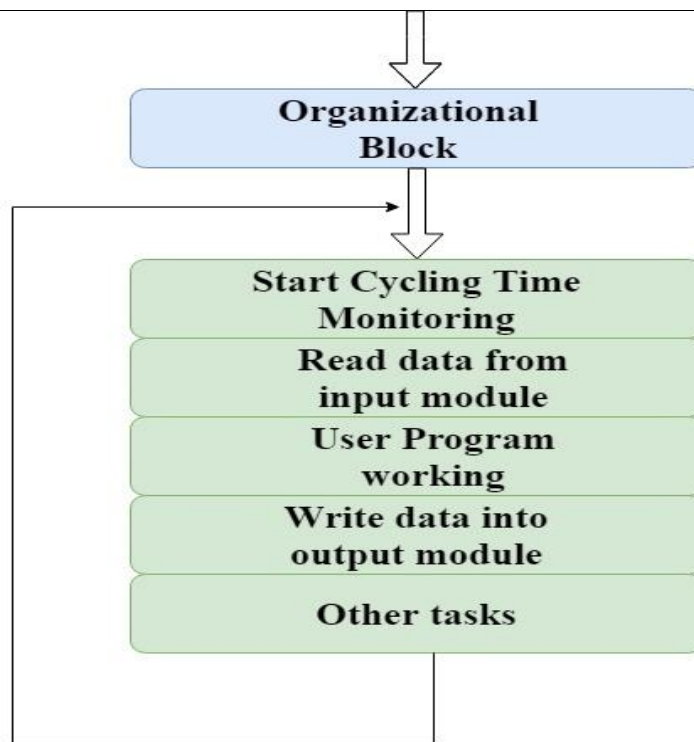 Organizational
Block
Start Cycling Time
Monitoring
Read data from
input module
User Program
working
Write data into
output module
Other tasks